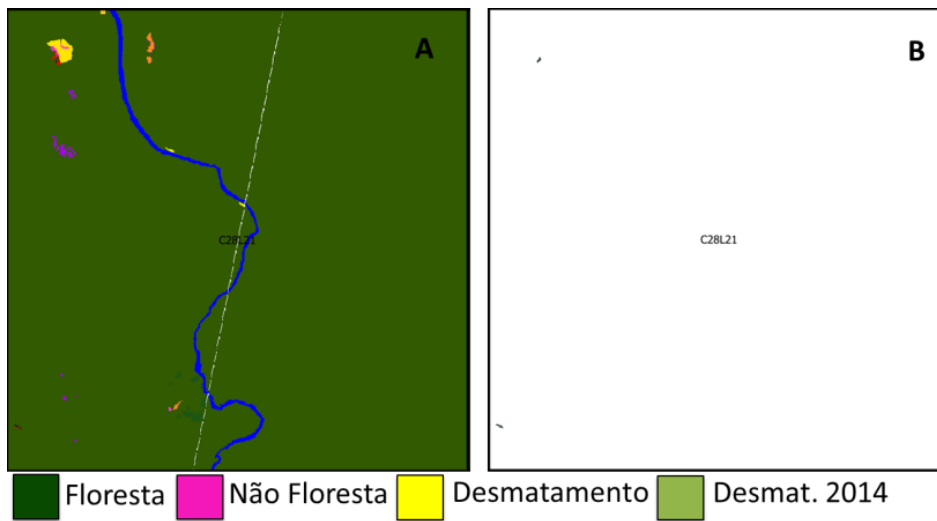 A
B
C28L21
C28L21
Floresta
Não Floresta
Desmatamento
Desmat. 2014